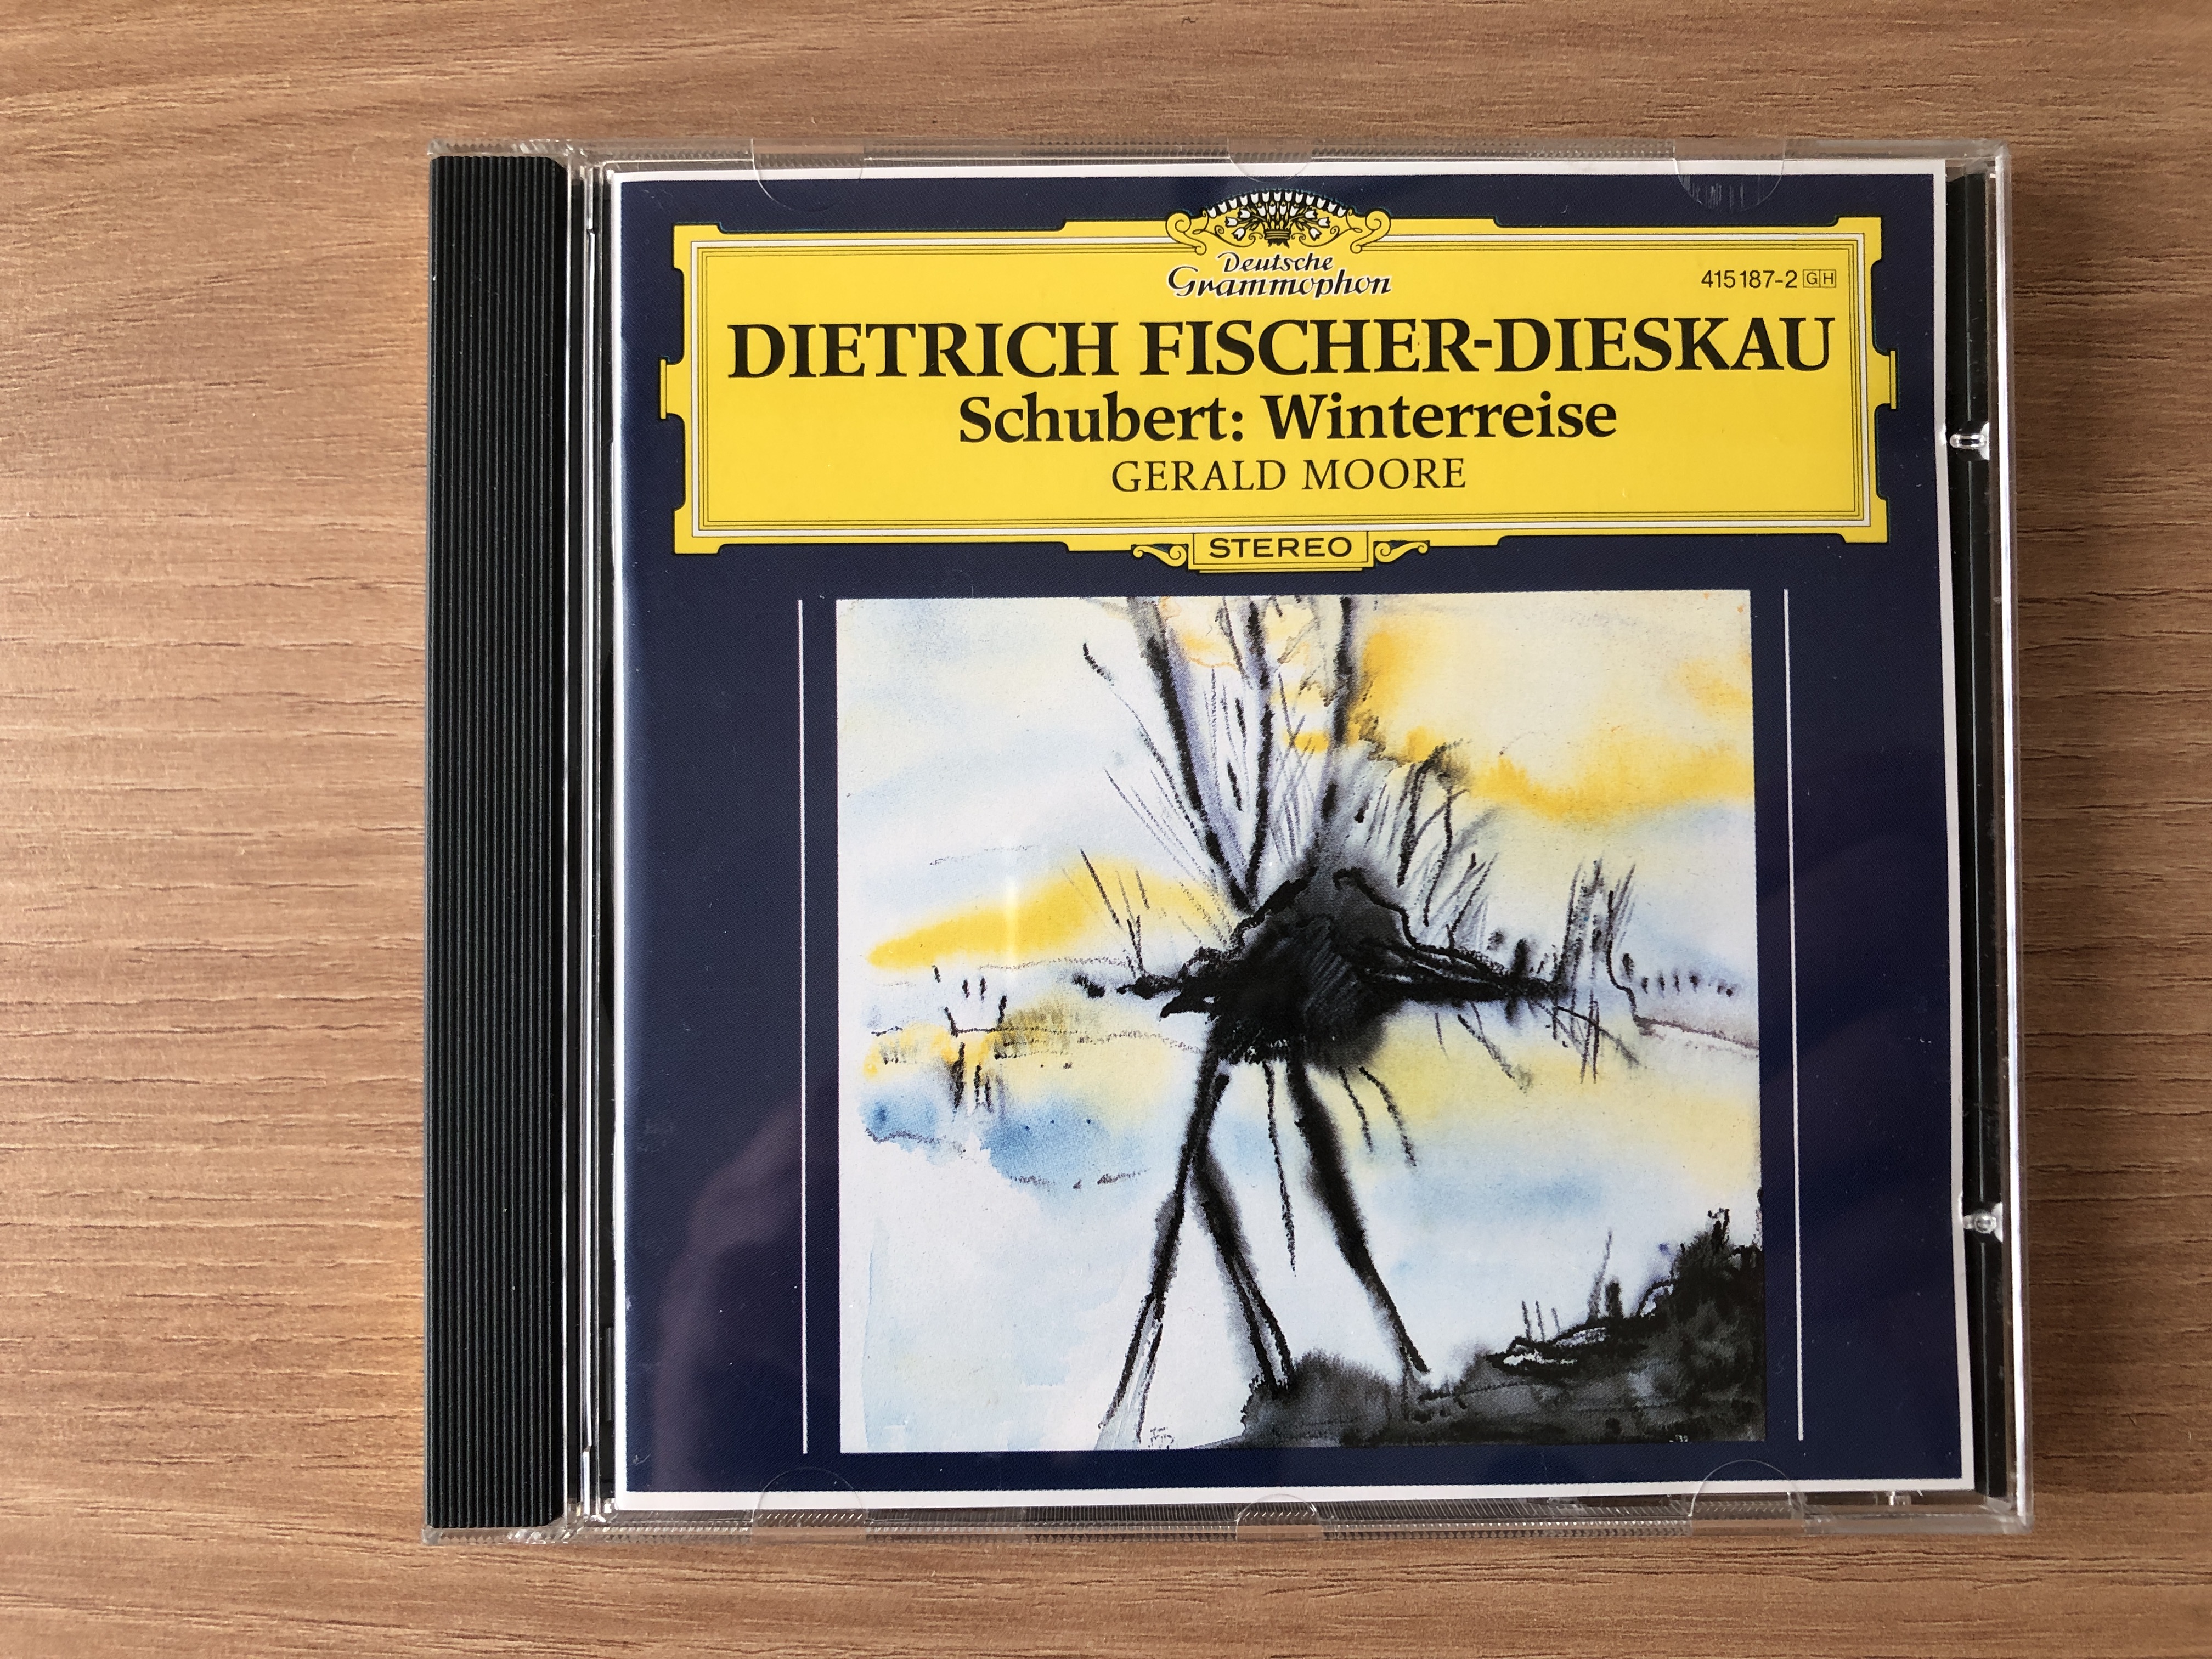 Deutsche
Grammophon
415 187-2 GH
DIETRICH FISCHER-DIESKAU
Schubert: Winterreise
GERALD MOORE
STEREO